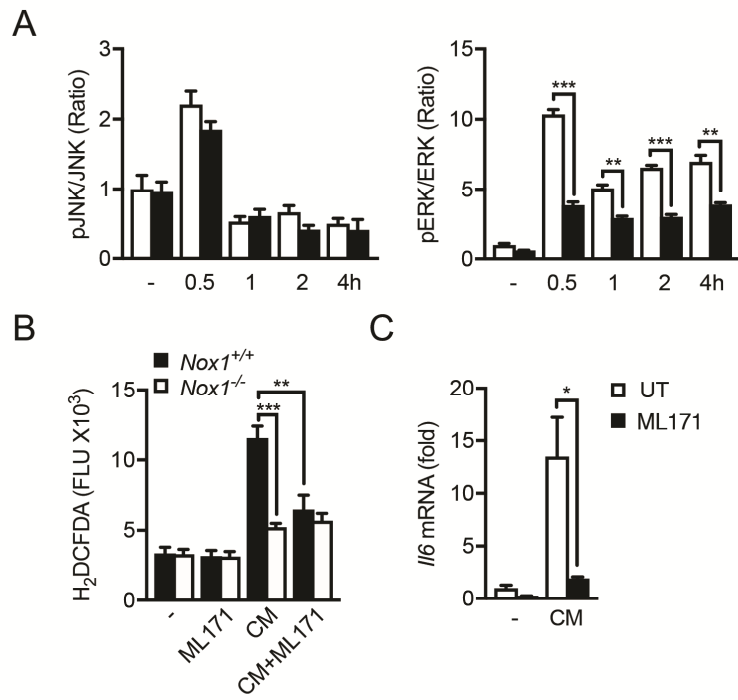 A
pJNK/JNK (Ratio)
3
2
1
0
- 0.5 1 2 4h
pERK/ERK (Ratio)
15
10
5
0
*** ** *** **
- 0.5 1 2 4h
B
Nox1+/+
Nox1-/-
H2DCFDA (FLU X103)
15
10
5
0
**
***
- ML171 CM CM+ML171
C
UT
ML171
Il6 mRNA (fold)
20
15
10
5
0
*
- CM